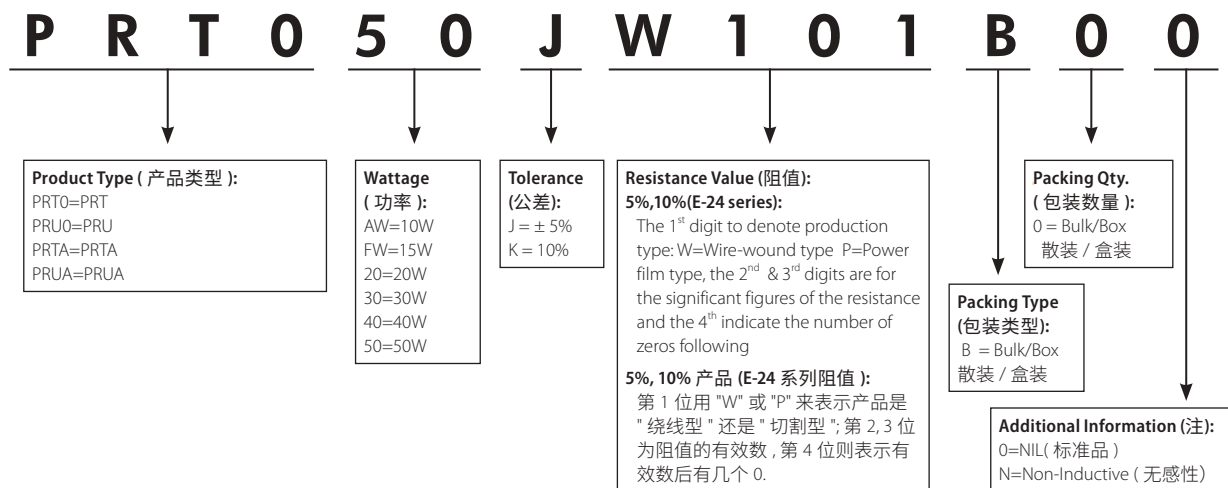 P R T 0 5 0 J W 1 0 1 B 0 0
Product Type ( 产品类型 ):
PRT0=PRT
PRU0=PRU
PRTA=PRTA
PRUA=PRUA
Wattage
( 功率 ):
AW=10W
FW=15W
20=20W
30=30W
40=40W
50=50W
Tolerance
(公差):
J = ± 5%
K = 10%
Resistance Value (阻值):
5%,10%(E-24 series):
The 1st digit to denote production
type: W=Wire-wound type P=Power
film type, the 2nd & 3rd digits are for
the significant figures of the resistance
and the 4th indicate the number of
zeros following
5%, 10% 产品 (E-24 系列阻值 ):
第 1 位用 "W" 或 "P" 来表示产品是
" 绕线型 " 还是 " 切割型 "; 第 2, 3 位
为阻值的有效数 , 第 4 位则表示有
效数后有几个 0.
Packing Type
(包装类型):
B = Bulk/Box
散装 / 盒装
Packing Qty.
( 包装数量 ):
0 = Bulk/Box
散装 / 盒装
Additional Information (注):
0=NIL( 标准品 )
N=Non-Inductive ( 无感性)